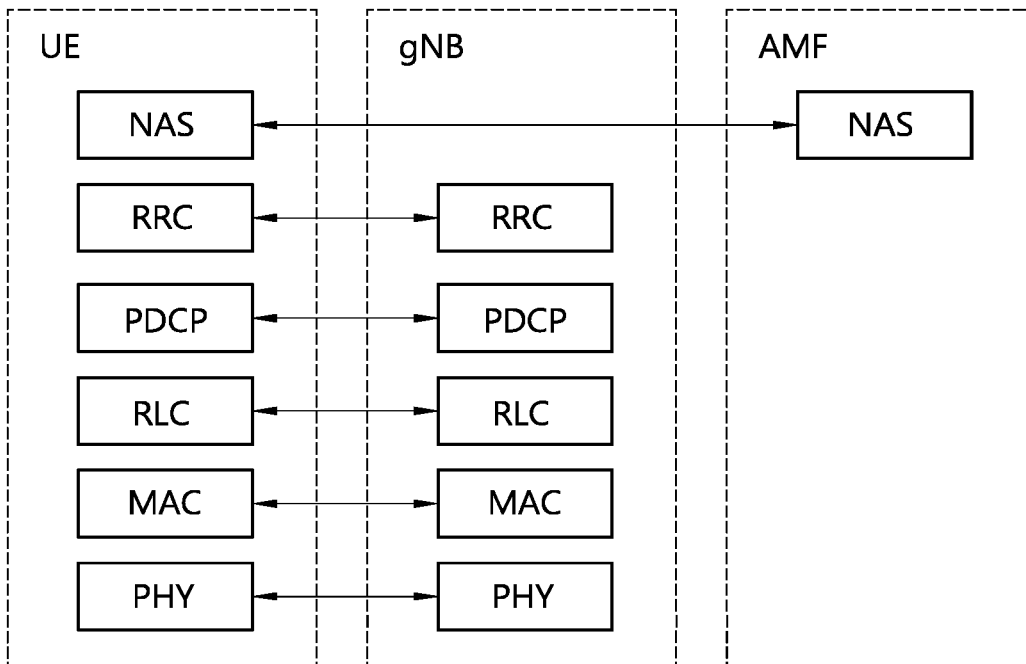 UE gNB AMF
NAS NAS
RRC RRC
PDCP PDCP
RLC RLC
MAC MAC
PHY PHY